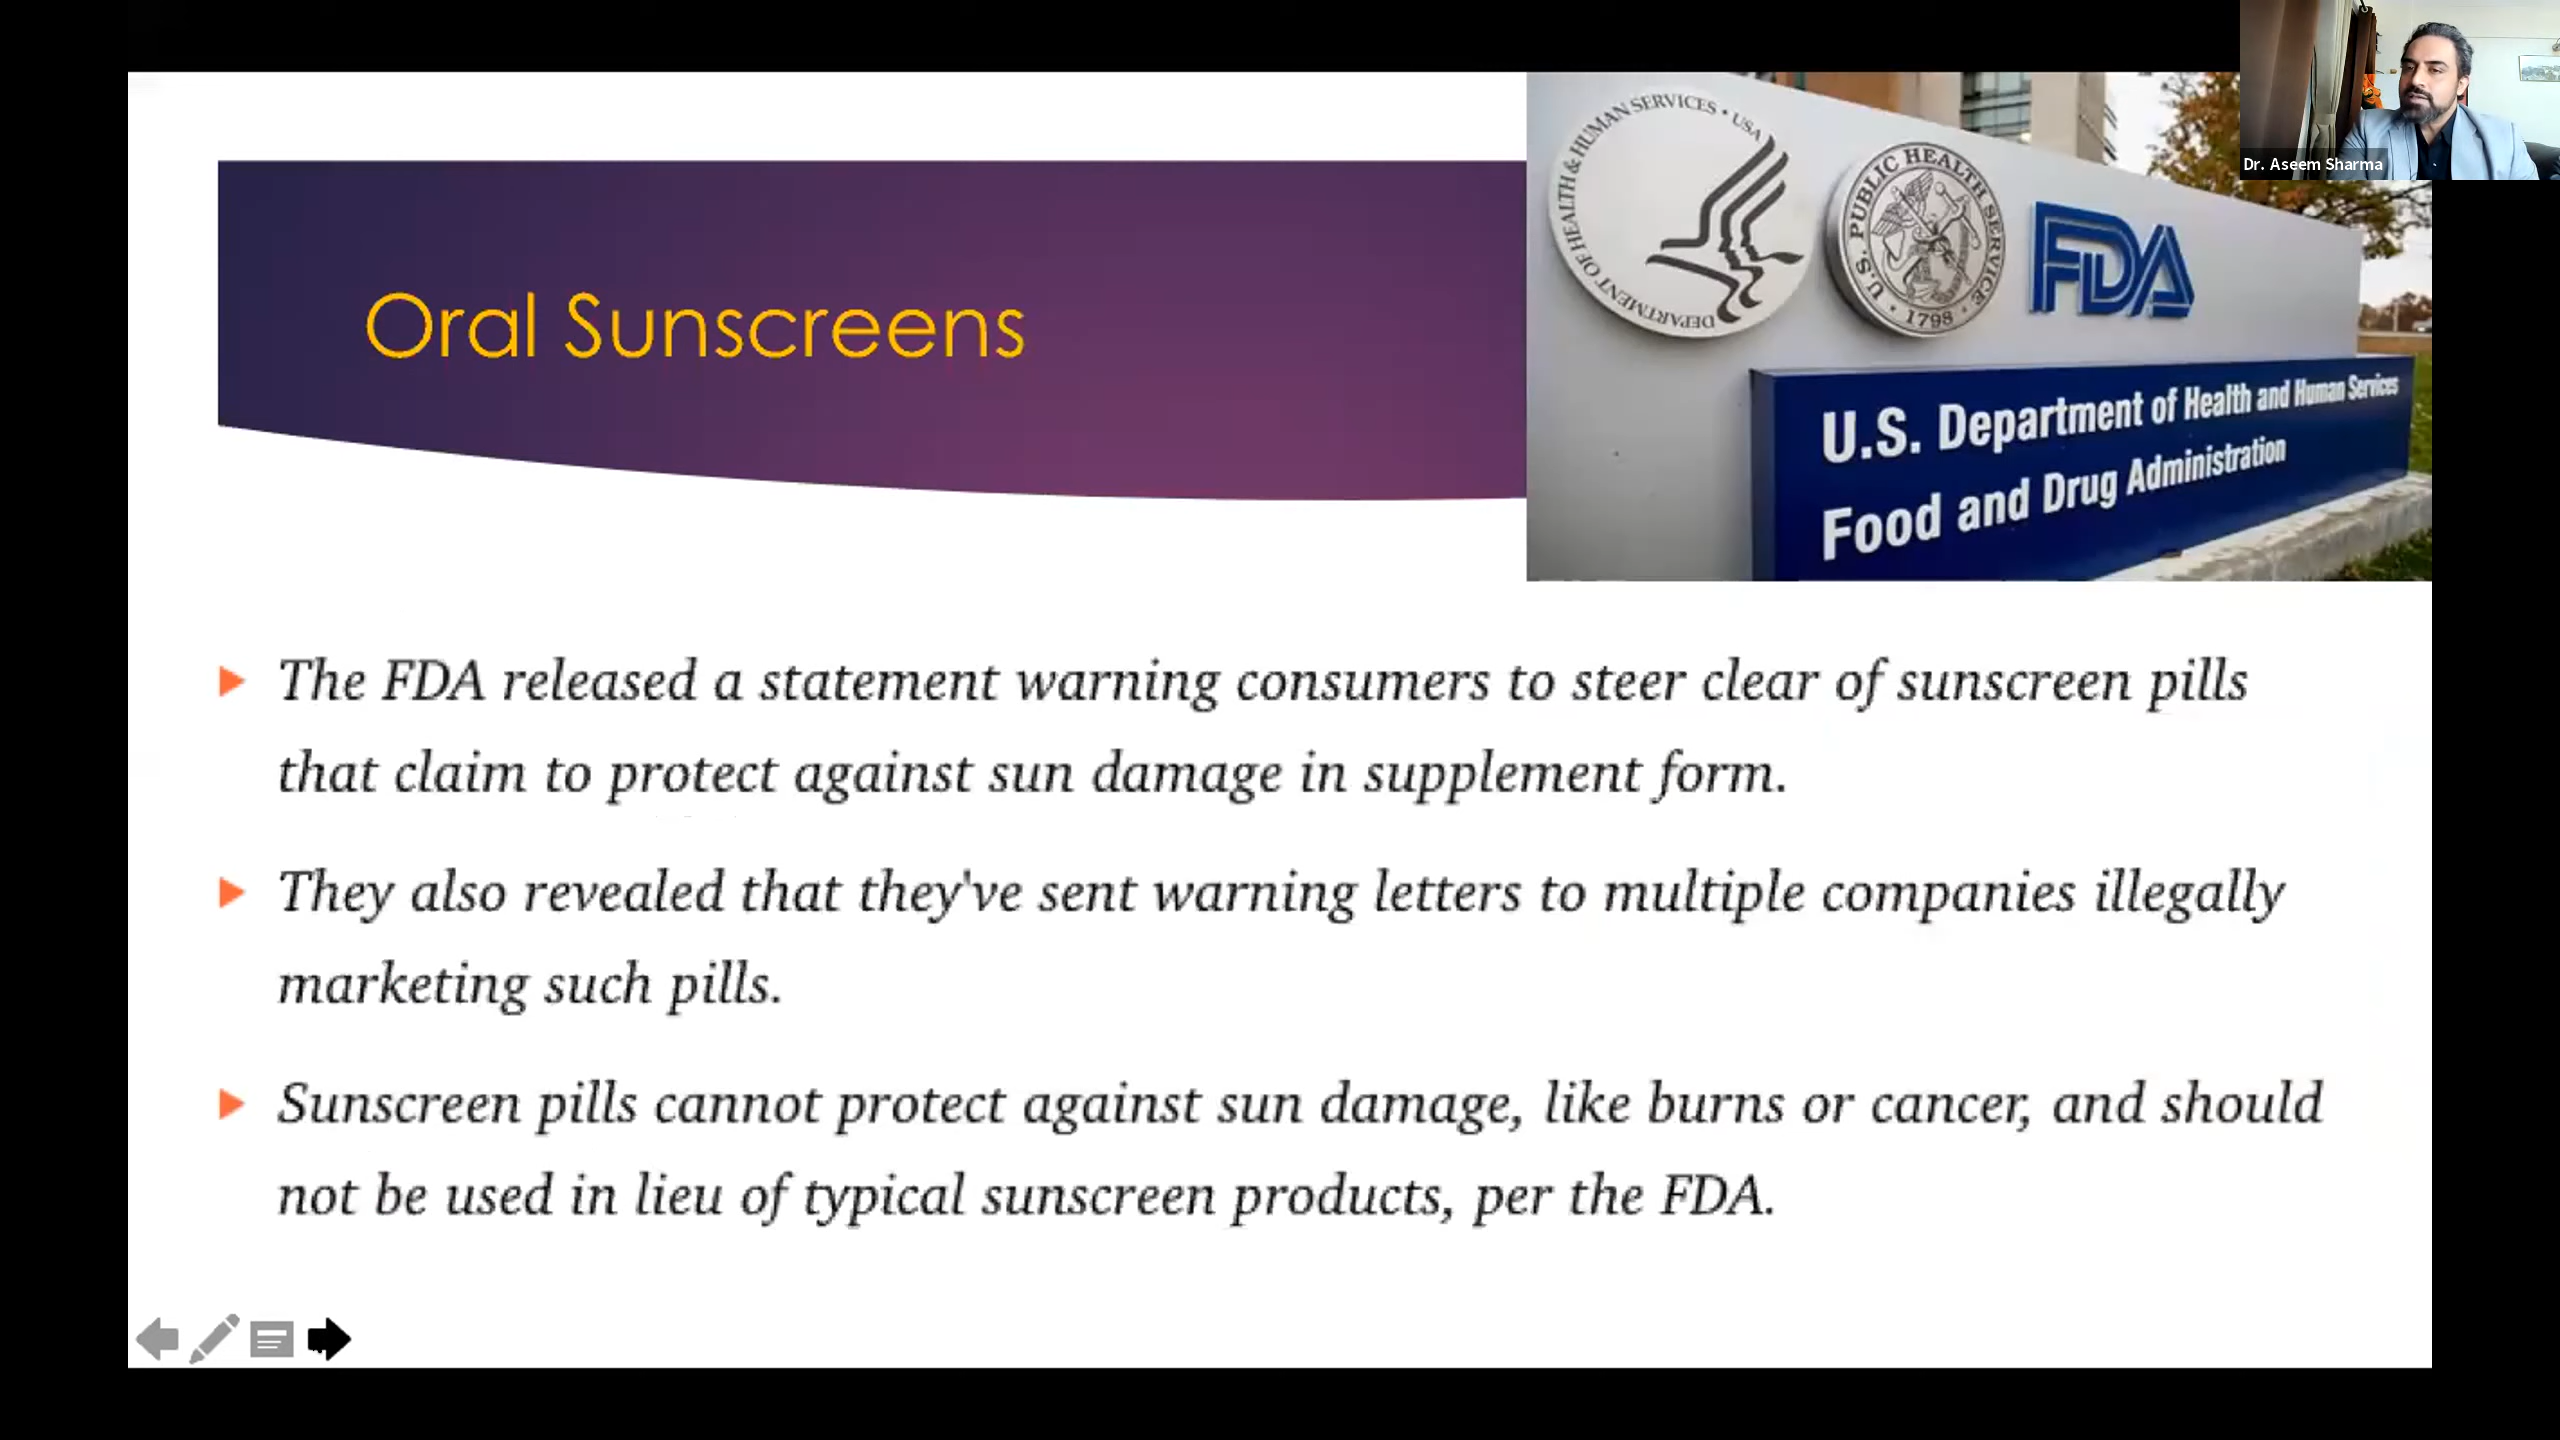 Dr. Aseem Sharma
DEPARTMENT OF HEALTH & HUMAN SERVICES • USA
U.S. PUBLIC HEALTH SERVICE
• 1798 •
FDA
U.S. Department of Health and Human Services
Food and Drug Administration
Oral Sunscreens
The FDA released a statement warning consumers to steer clear of sunscreen pills
that claim to protect against sun damage in supplement form.
They also revealed that they've sent warning letters to multiple companies illegally
marketing such pills.
Sunscreen pills cannot protect against sun damage, like burns or cancer, and should
not be used in lieu of typical sunscreen products, per the FDA.